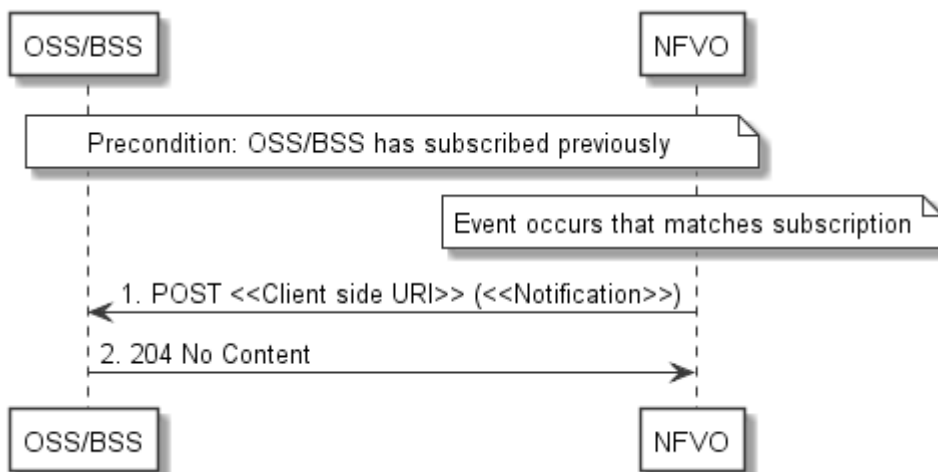 OSS/BSS
NFVO
Precondition: OSS/BSS has subscribed previously
Event occurs that matches subscription
1. POST <<Client side URI>> (<<Notification>>)
2. 204 No Content
OSS/BSS
NFVO